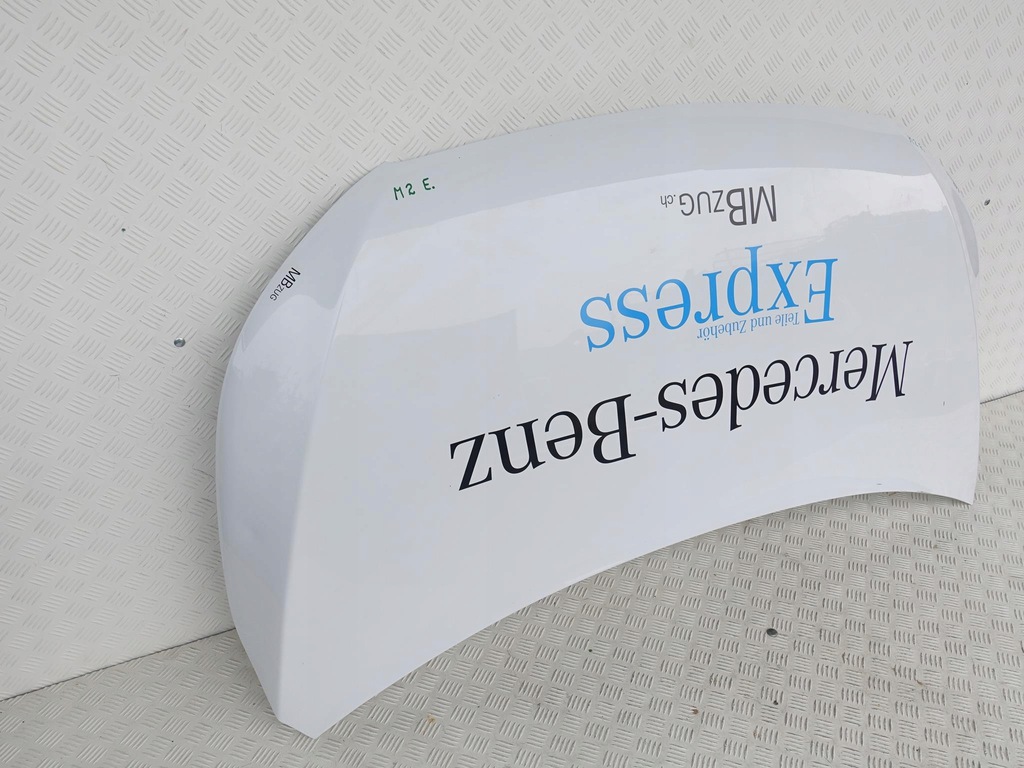 M2 E.
MBZUG
Mercedes-Benz
Express
Teile und Zubehör
MBZUG.ch